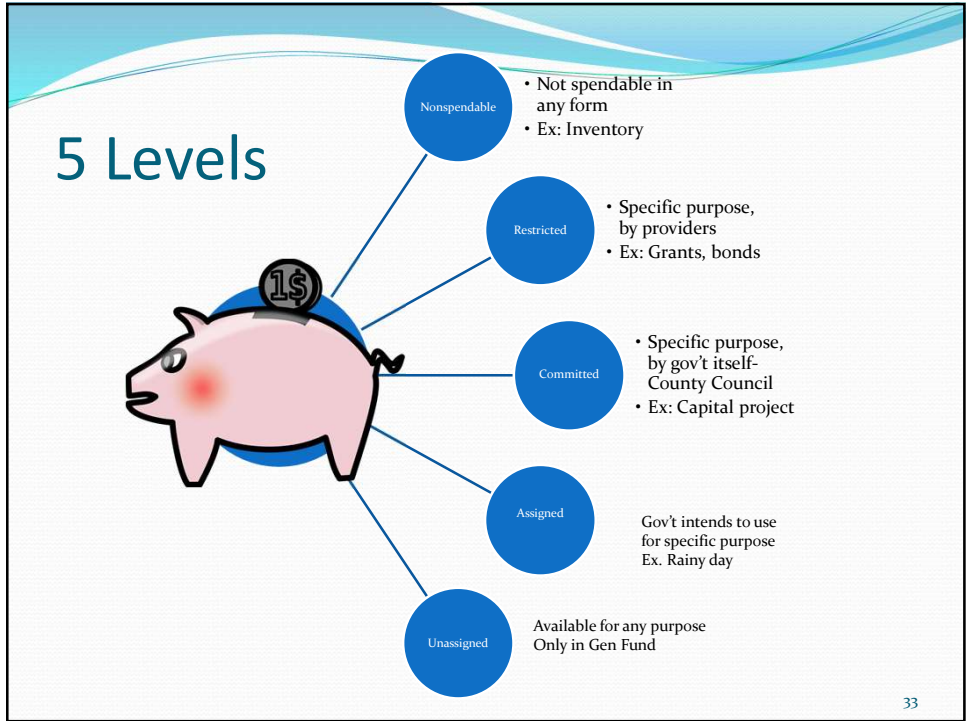 5 Levels
Nonspendable
• Not spendable in
any form
• Ex: Inventory
Restricted
• Specific purpose,
by providers
• Ex: Grants, bonds
1$
Committed
• Specific purpose,
by gov't itself-
County Council
• Ex: Capital project
Assigned
Gov't intends to use
for specific purpose
Ex. Rainy day
Unassigned
Available for any purpose
Only in Gen Fund
33